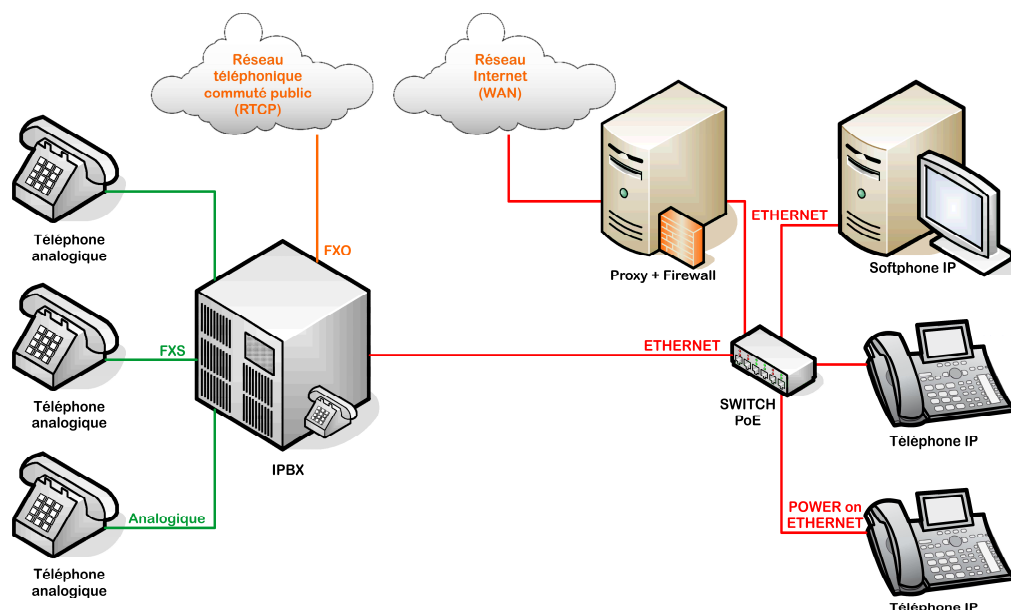 Réseau
téléphonique
commuté public
(RTCP)
Réseau
Internet
(WAN)
Téléphone
analogique
FXO
ETHERNET
Proxy + Firewall
Softphone IP
FXS
ETHERNET
Téléphone
analogique
SWITCH
PoE
Téléphone IP
IPBX
Analogique
POWER on
ETHERNET
Téléphone
analogique
Téléphone IP